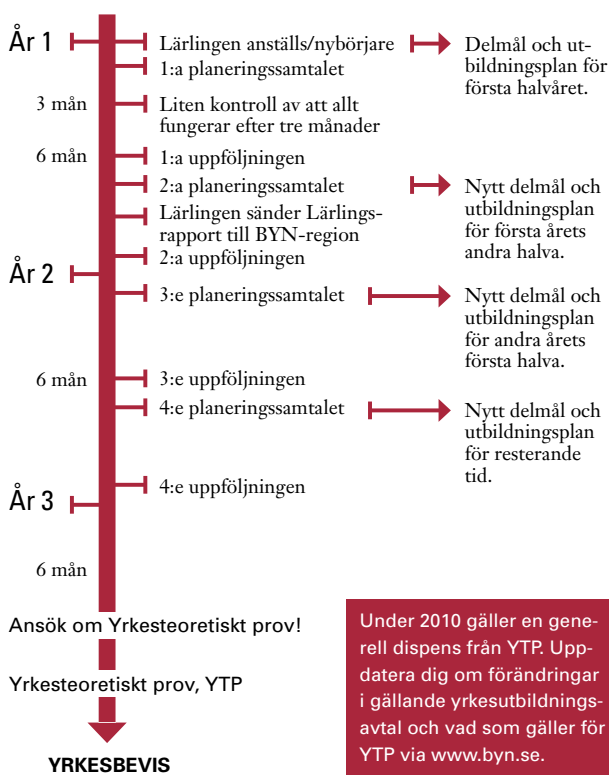 År 1
Lärlingen anställs/nybörjare
Delmål och ut-
bildningsplan för
första halvåret.
1:a planeringssamtalet
3 mån
Liten kontroll av att allt
fungerar efter tre månader
6 mån
1:a uppföljningen
2:a planeringssamtalet
Nytt delmål och
utbildningsplan
för första årets
andra halva.
Lärlingen sänder Lärlings-
rapport till BYN-region
2:a uppföljningen
År 2
3:e planeringssamtalet
Nytt delmål och
utbildningsplan
för andra årets
första halva.
6 mån
3:e uppföljningen
4:e planeringssamtalet
Nytt delmål och
utbildningsplan
för resterande
tid.
4:e uppföljningen
År 3
6 mån
Ansök om Yrkesteoretiskt prov!
Yrkesteoretiskt prov, YTP
YRKESBEVIS
Under 2010 gäller en gene-
rell dispens från YTP. Upp-
datera dig om förändringar
i gällande yrkesutbildnings-
avtal och vad som gäller för
YTP via www.byn.se.